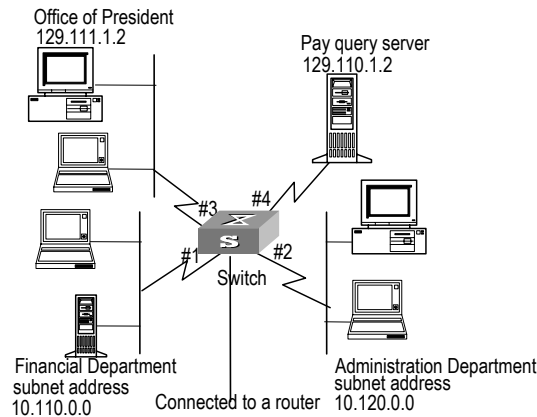 Office of President
129.111.1.2
Pay query server
129.110.1.2
#3
#4
#1
S
#2
Switch
Financial Department
subnet address
10.110.0.0
Connected to a router
Administration Department
subnet address
10.120.0.0